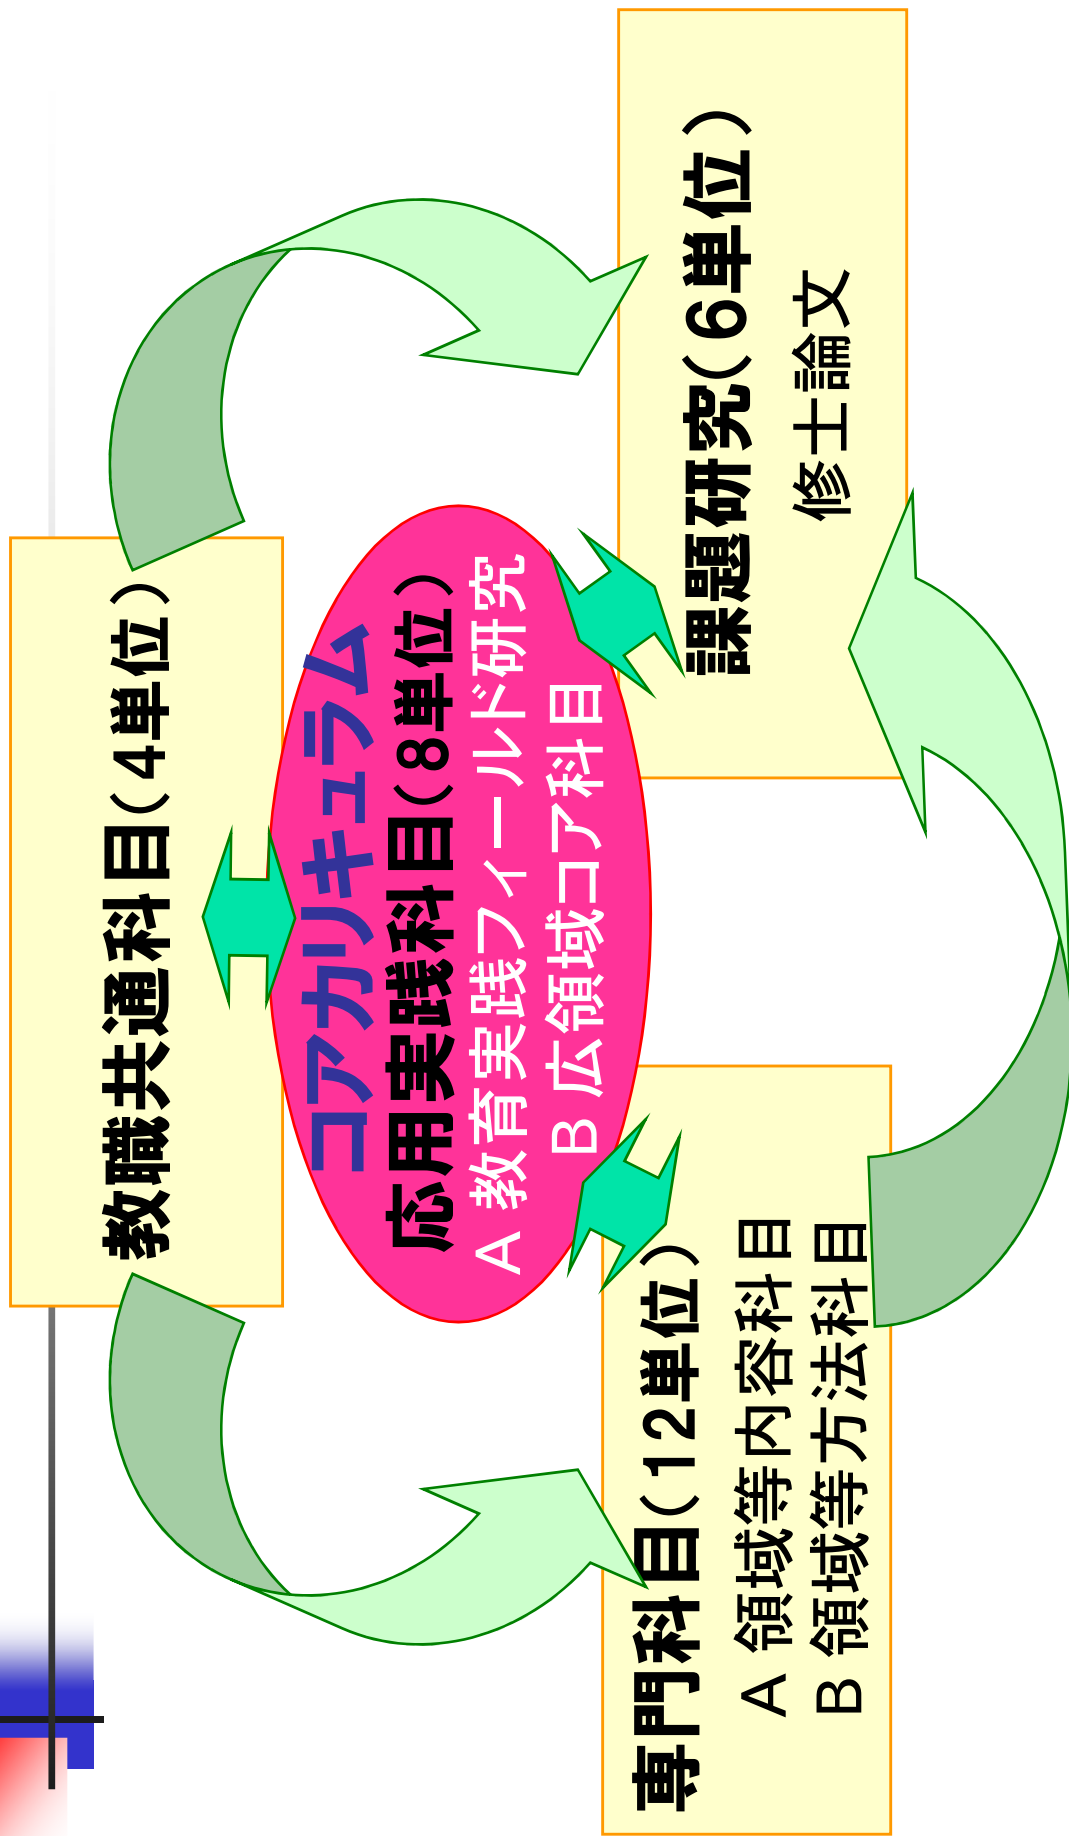 教職共通科目(4単位)
コアカリキュラム
応用実践科目(8単位)
A 教育実践フィールド研究
B 広領域コア科目
専門科目(12単位)
A 領域等内容科目
B 領域等方法科目
課題研究(6単位)
修士論文